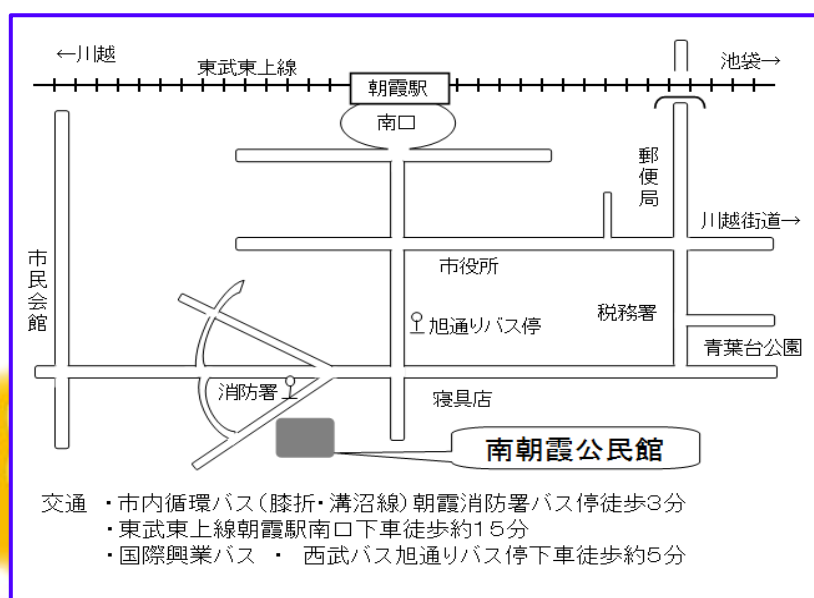 ←川越
池袋→
東武東上線
朝霞駅
南口
郵便局
川越街道→
市民会館
市役所
税務署
旭通りバス停
青葉台公園
消防署
寝具店
南朝霞公民館
交通 ・市内循環バス(膝折・溝沼線)朝霞消防署バス停徒歩3分
・東武東上線朝霞駅南口下車徒歩約15分
・国際興業バス ・ 西武バス旭通りバス停下車徒歩約5分